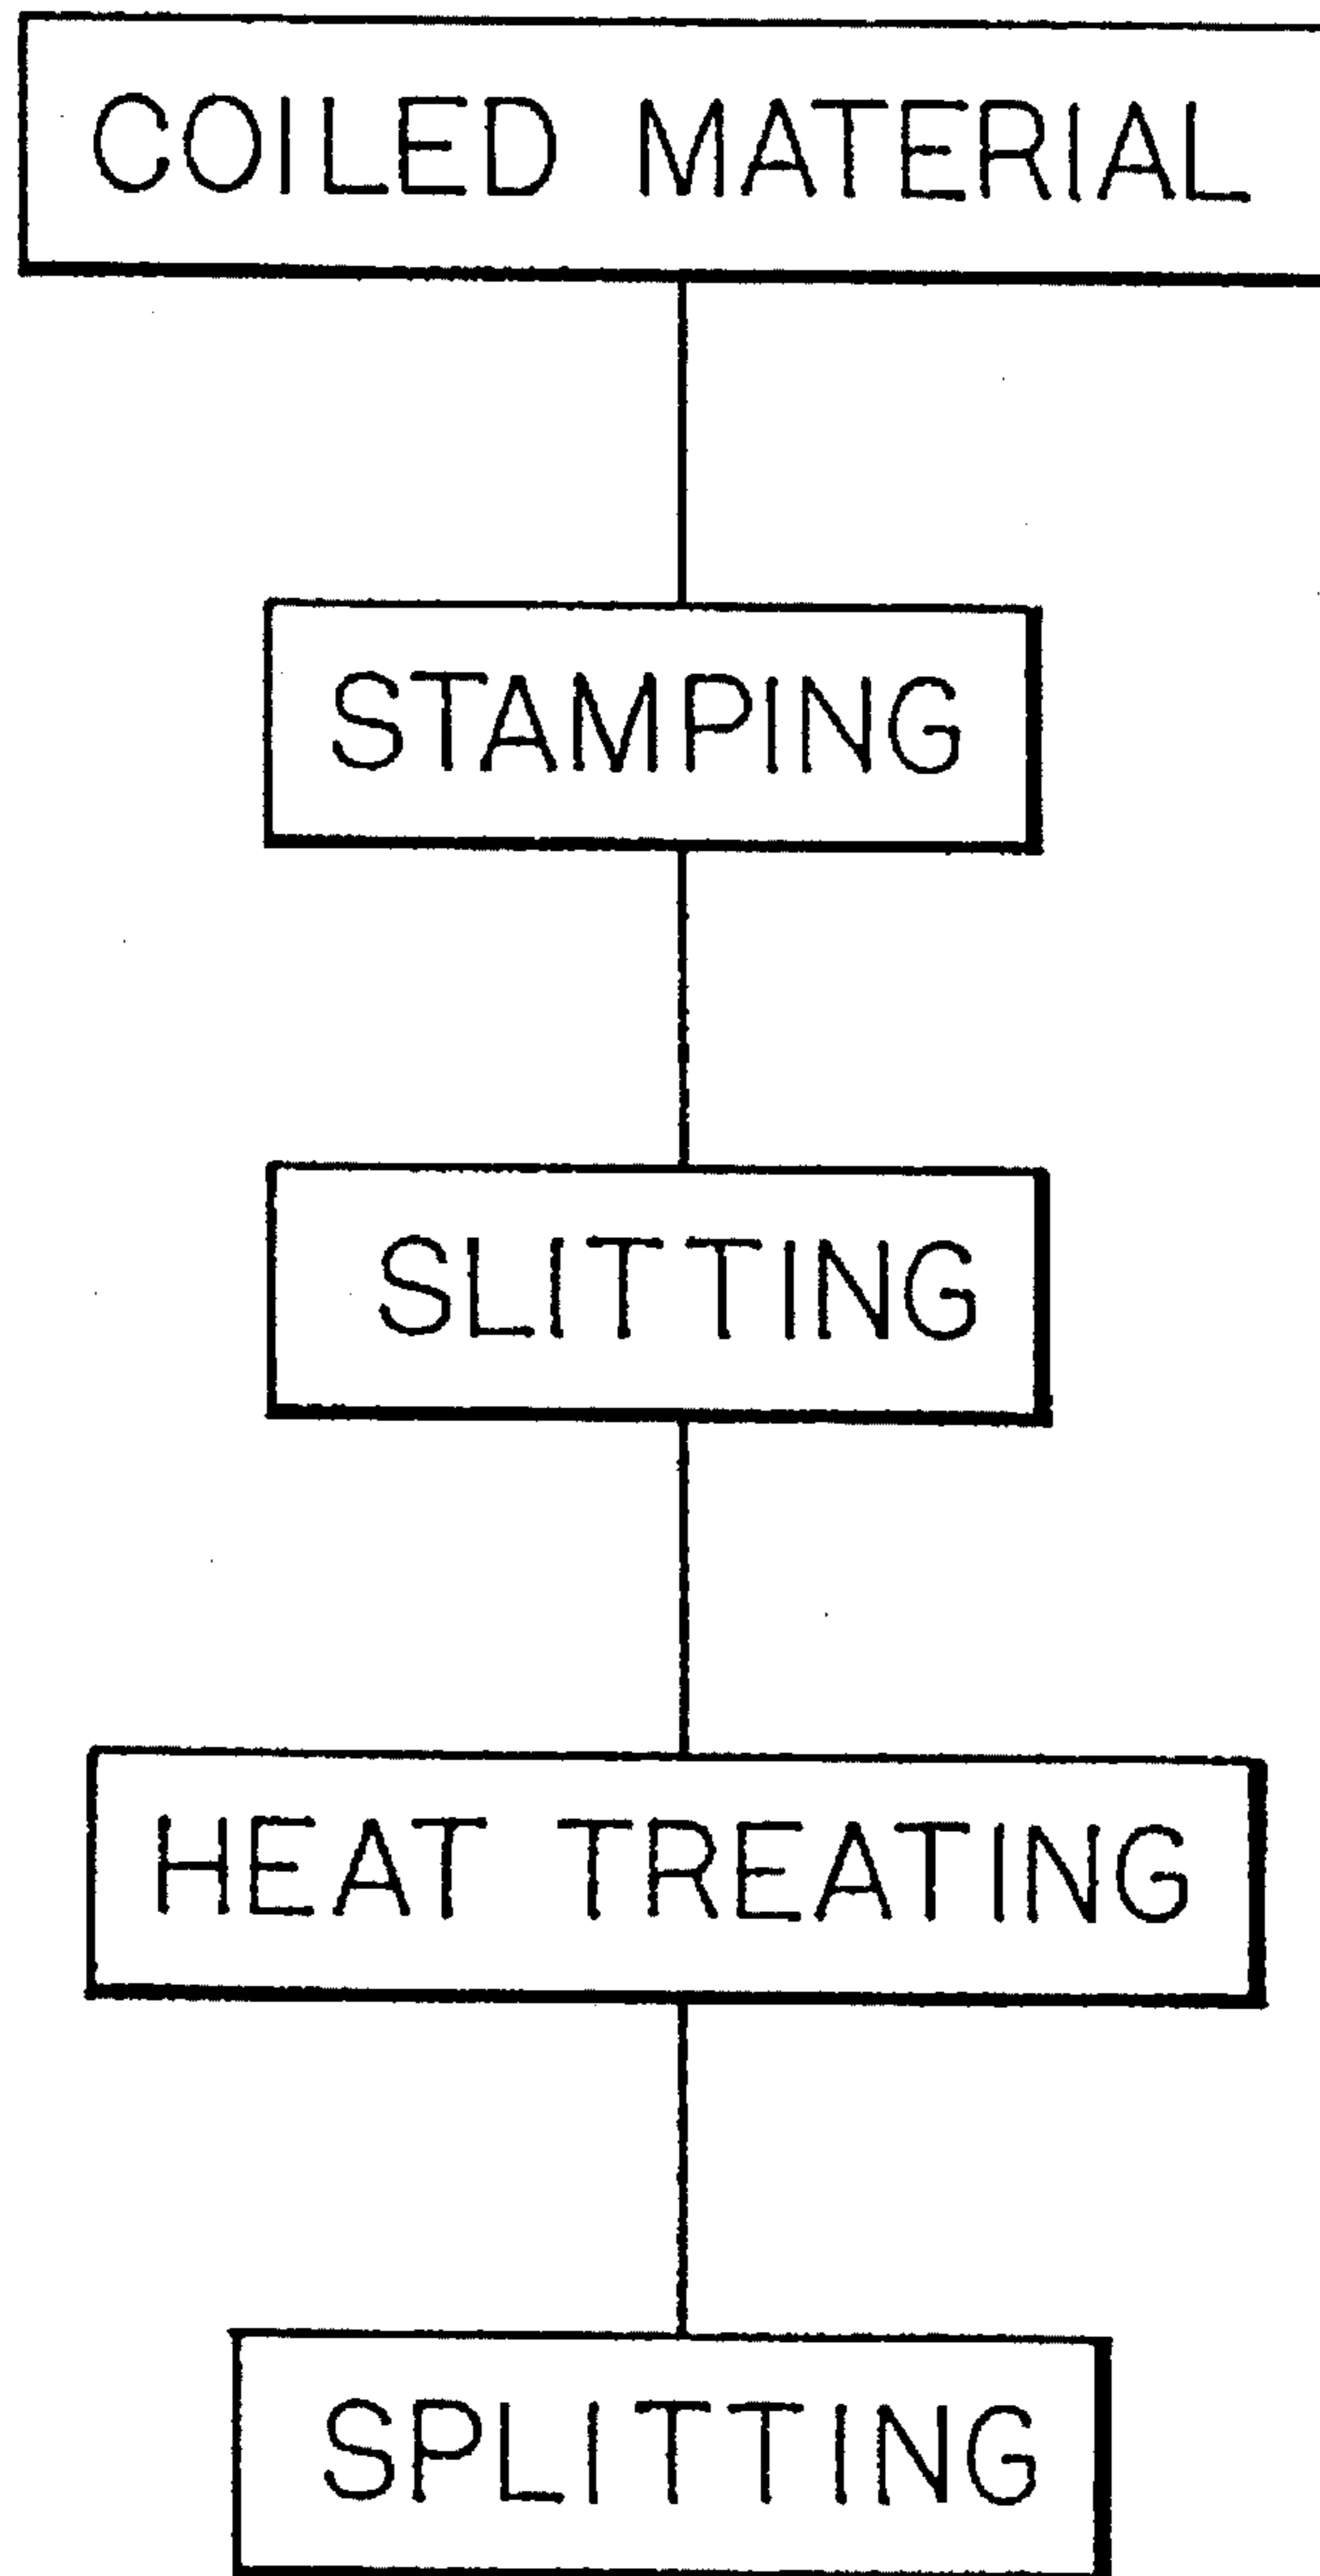 COILED MATERIAL
STAMPING
SLITTING
HEAT TREATING
SPLITTING